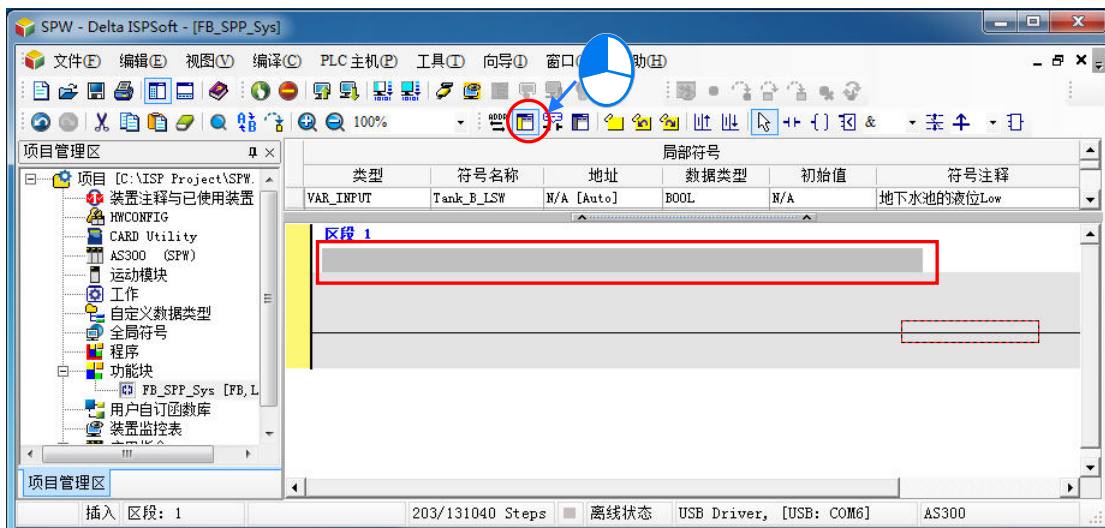 SPW - Delta ISPSoft - [FB_SPP_Sys]
文件(F) 编辑(E) 视图(V) 编译(C) PLC 主机(P) 工具(T) 向导(I) 窗口 助(H)
100%
ADDR
&
项目管理区
项目 [C:\ISP Project\SPW.
装置注释与已使用装置
HWCONFIG
CARD Utility
AS300 (SPW)
运动模块
工作
自定义数据类型
全局符号
程序
功能块
FB_SPP_Sys [FB,L
用户自订函数库
装置监控表
项目管理区
局部符号
类型 符号名称 地址 数据类型 初始值 符号注释
VAR_INPUT Tank_B_LSW N/A [Auto] BOOL N/A 地下水池的液位Low
区段 1
插入 区段: 1 203/131040 Steps 离线状态 USB Driver, [USB: COM6] AS300